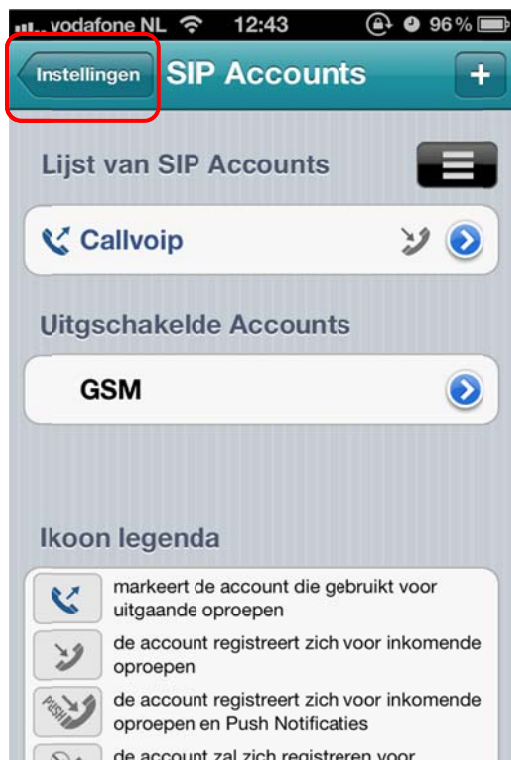 vodafone NL 12:43 96%
Instellingen SIP Accounts +
Lijst van SIP Accounts
Callvoip
Uitgschakelde Accounts
GSM
Ikoon legenda
markeert de account die gebruikt voor
uitgaande oproepen
de account registreert zich voor inkomende
oproepen
PUSH
de account registreert zich voor inkomende
oproepen en Push Notificaties
de account zal zich registreren voor